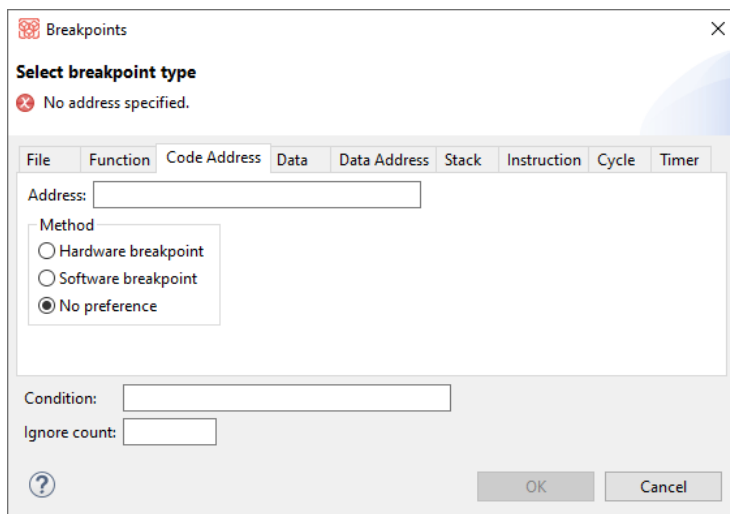 Breakpoints
Select breakpoint type
No address specified.
File Function Code Address Data Data Address Stack Instruction Cycle Timer
Address:
Method
Hardware breakpoint
Software breakpoint
No preference
Condition:
Ignore count:
? OK Cancel